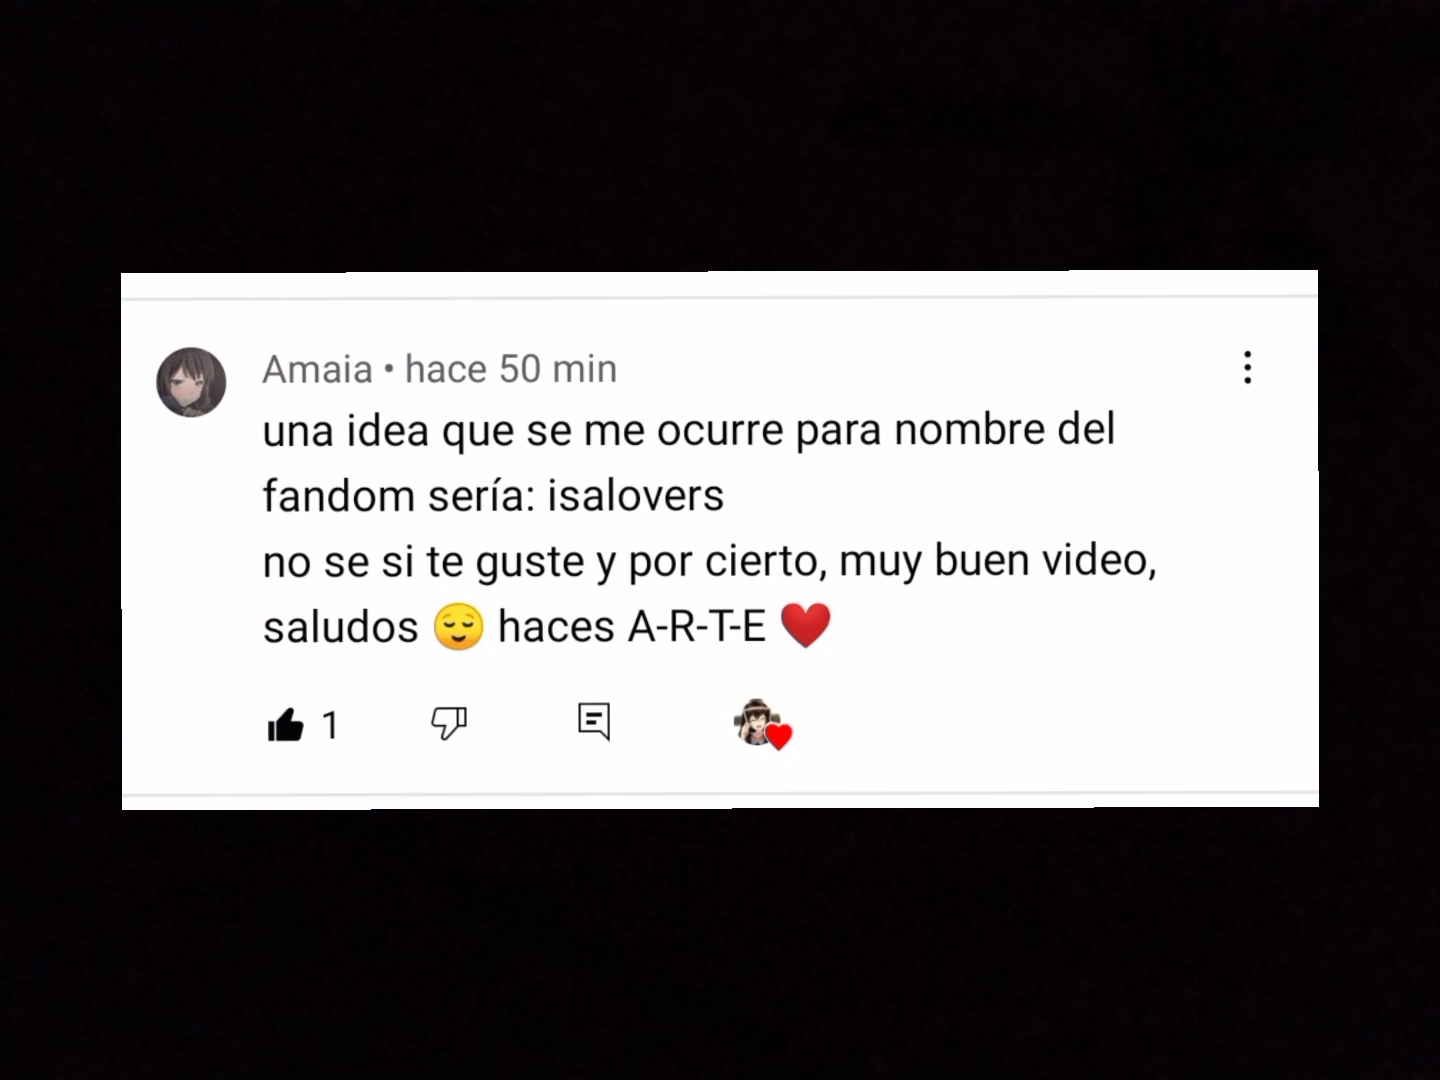 Amaia • hace 50 min
una idea que se me ocurre para nombre del
fandom sería: isalovers
no se si te guste y por cierto, muy buen video,
saludos 😌 haces A-R-T-E ❤️
1